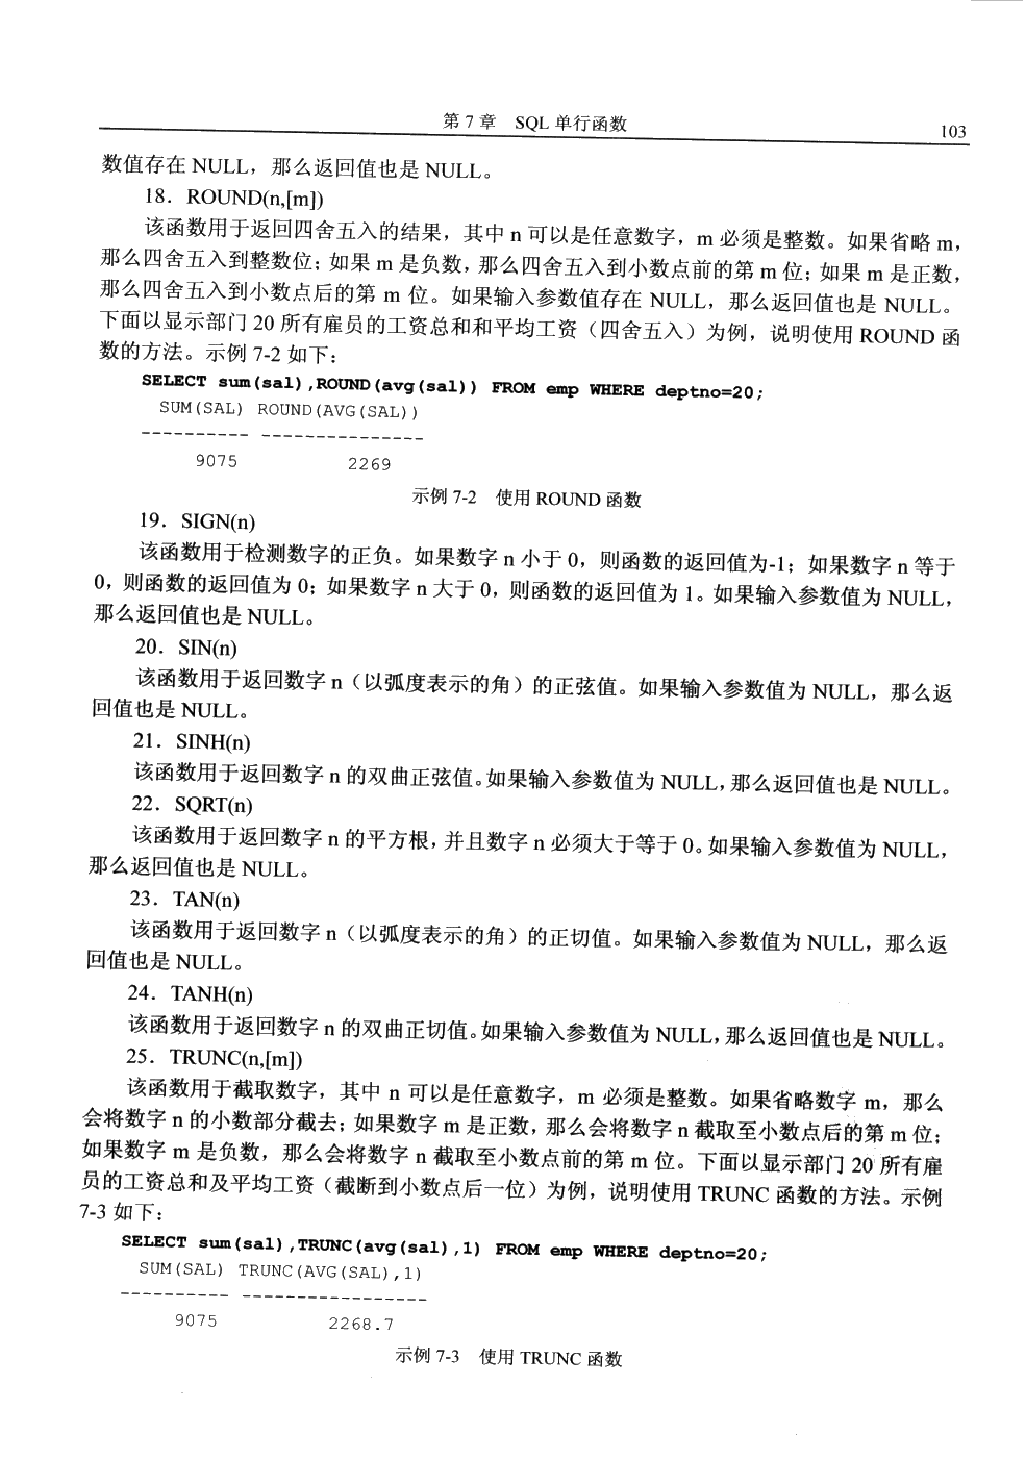 第 7 章　SQL 单行函数
103
数值存在 NULL，那么返回值也是 NULL。
18．ROUND(n,[m])
该函数用于返回四舍五入的结果，其中 n 可以是任意数字，m 必须是整数。如果省略 m，
那么四舍五入到整数位；如果 m 是负数，那么四舍五入到小数点前的第 m 位；如果 m 是正数，
那么四舍五入到小数点后的第 m 位。如果输入参数值存在 NULL，那么返回值也是 NULL。
下面以显示部门 20 所有雇员的工资总和和平均工资（四舍五入）为例，说明使用 ROUND 函
数的方法。示例 7-2 如下：
SELECT sum(sal),ROUND(avg(sal)) FROM emp WHERE deptno=20;
SUM(SAL) ROUND(AVG(SAL))
---------- ---------------
9075 2269
示例 7-2　使用 ROUND 函数
19．SIGN(n)
该函数用于检测数字的正负。如果数字 n 小于 0，则函数的返回值为-1；如果数字 n 等于
0，则函数的返回值为 0；如果数字 n 大于 0，则函数的返回值为 1。如果输入参数值为 NULL，
那么返回值也是 NULL。
20．SIN(n)
该函数用于返回数字 n（以弧度表示的角）的正弦值。如果输入参数值为 NULL，那么返
回值也是 NULL。
21．SINH(n)
该函数用于返回数字 n 的双曲正弦值。如果输入参数值为 NULL，那么返回值也是 NULL。
22．SQRT(n)
该函数用于返回数字 n 的平方根，并且数字 n 必须大于等于 0。如果输入参数值为 NULL，
那么返回值也是 NULL。
23．TAN(n)
该函数用于返回数字 n（以弧度表示的角）的正切值。如果输入参数值为 NULL，那么返
回值也是 NULL。
24．TANH(n)
该函数用于返回数字 n 的双曲正切值。如果输入参数值为 NULL，那么返回值也是 NULL。
25．TRUNC(n,[m])
该函数用于截取数字，其中 n 可以是任意数字，m 必须是整数。如果省略数字 m，那么
会将数字 n 的小数部分截去；如果数字 m 是正数，那么会将数字 n 截取至小数点后的第 m 位；
如果数字 m 是负数，那么会将数字 n 截取至小数点前的第 m 位。下面以显示部门 20 所有雇
员的工资总和及平均工资（截断到小数点后一位）为例，说明使用 TRUNC 函数的方法。示例
7-3 如下：
SELECT sum(sal),TRUNC(avg(sal),1) FROM emp WHERE deptno=20;
SUM(SAL) TRUNC(AVG(SAL),1)
---------- -----------------
9075 2268.7
示例 7-3　使用 TRUNC 函数